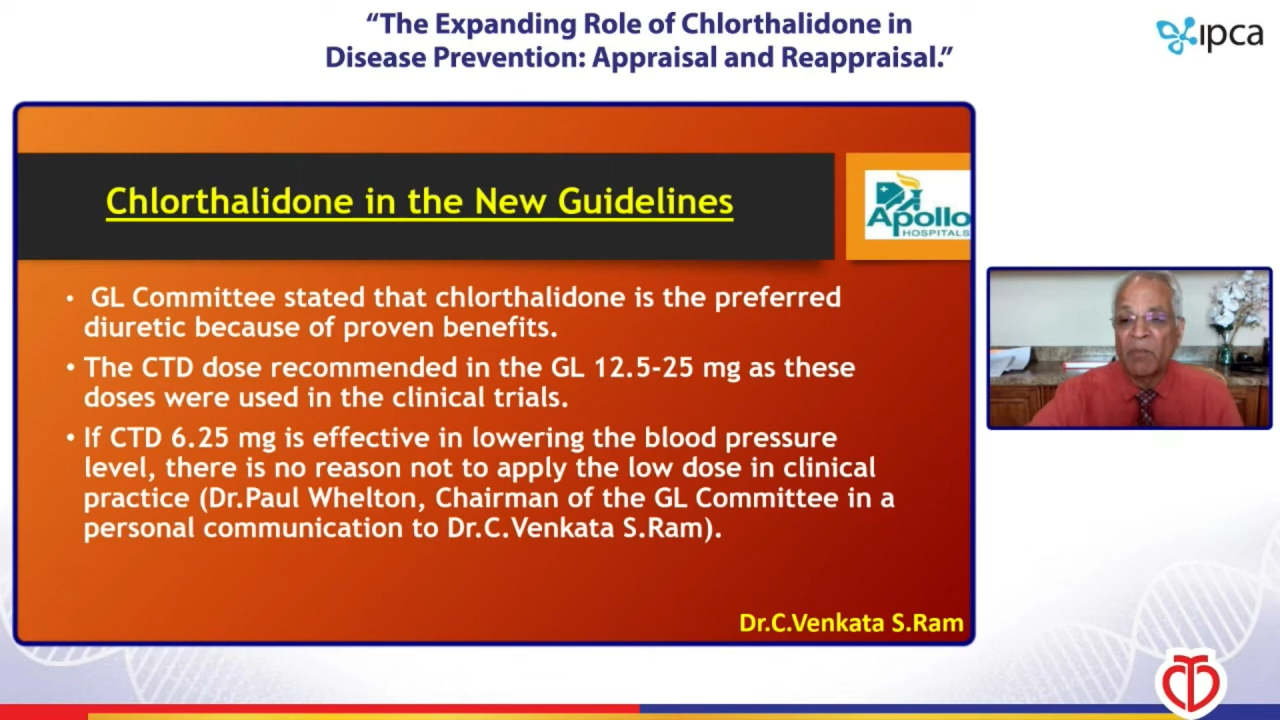 “The Expanding Role of Chlorthalidone in
Disease Prevention: Appraisal and Reappraisal.”
ipca
Chlorthalidone in the New Guidelines
Apollo
HOSPITALS
• GL Committee stated that chlorthalidone is the preferred
diuretic because of proven benefits.
• The CTD dose recommended in the GL 12.5-25 mg as these
doses were used in the clinical trials.
• If CTD 6.25 mg is effective in lowering the blood pressure
level, there is no reason not to apply the low dose in clinical
practice (Dr.Paul Whelton, Chairman of the GL Committee in a
personal communication to Dr.C.Venkata S.Ram).
Dr.C.Venkata S.Ram